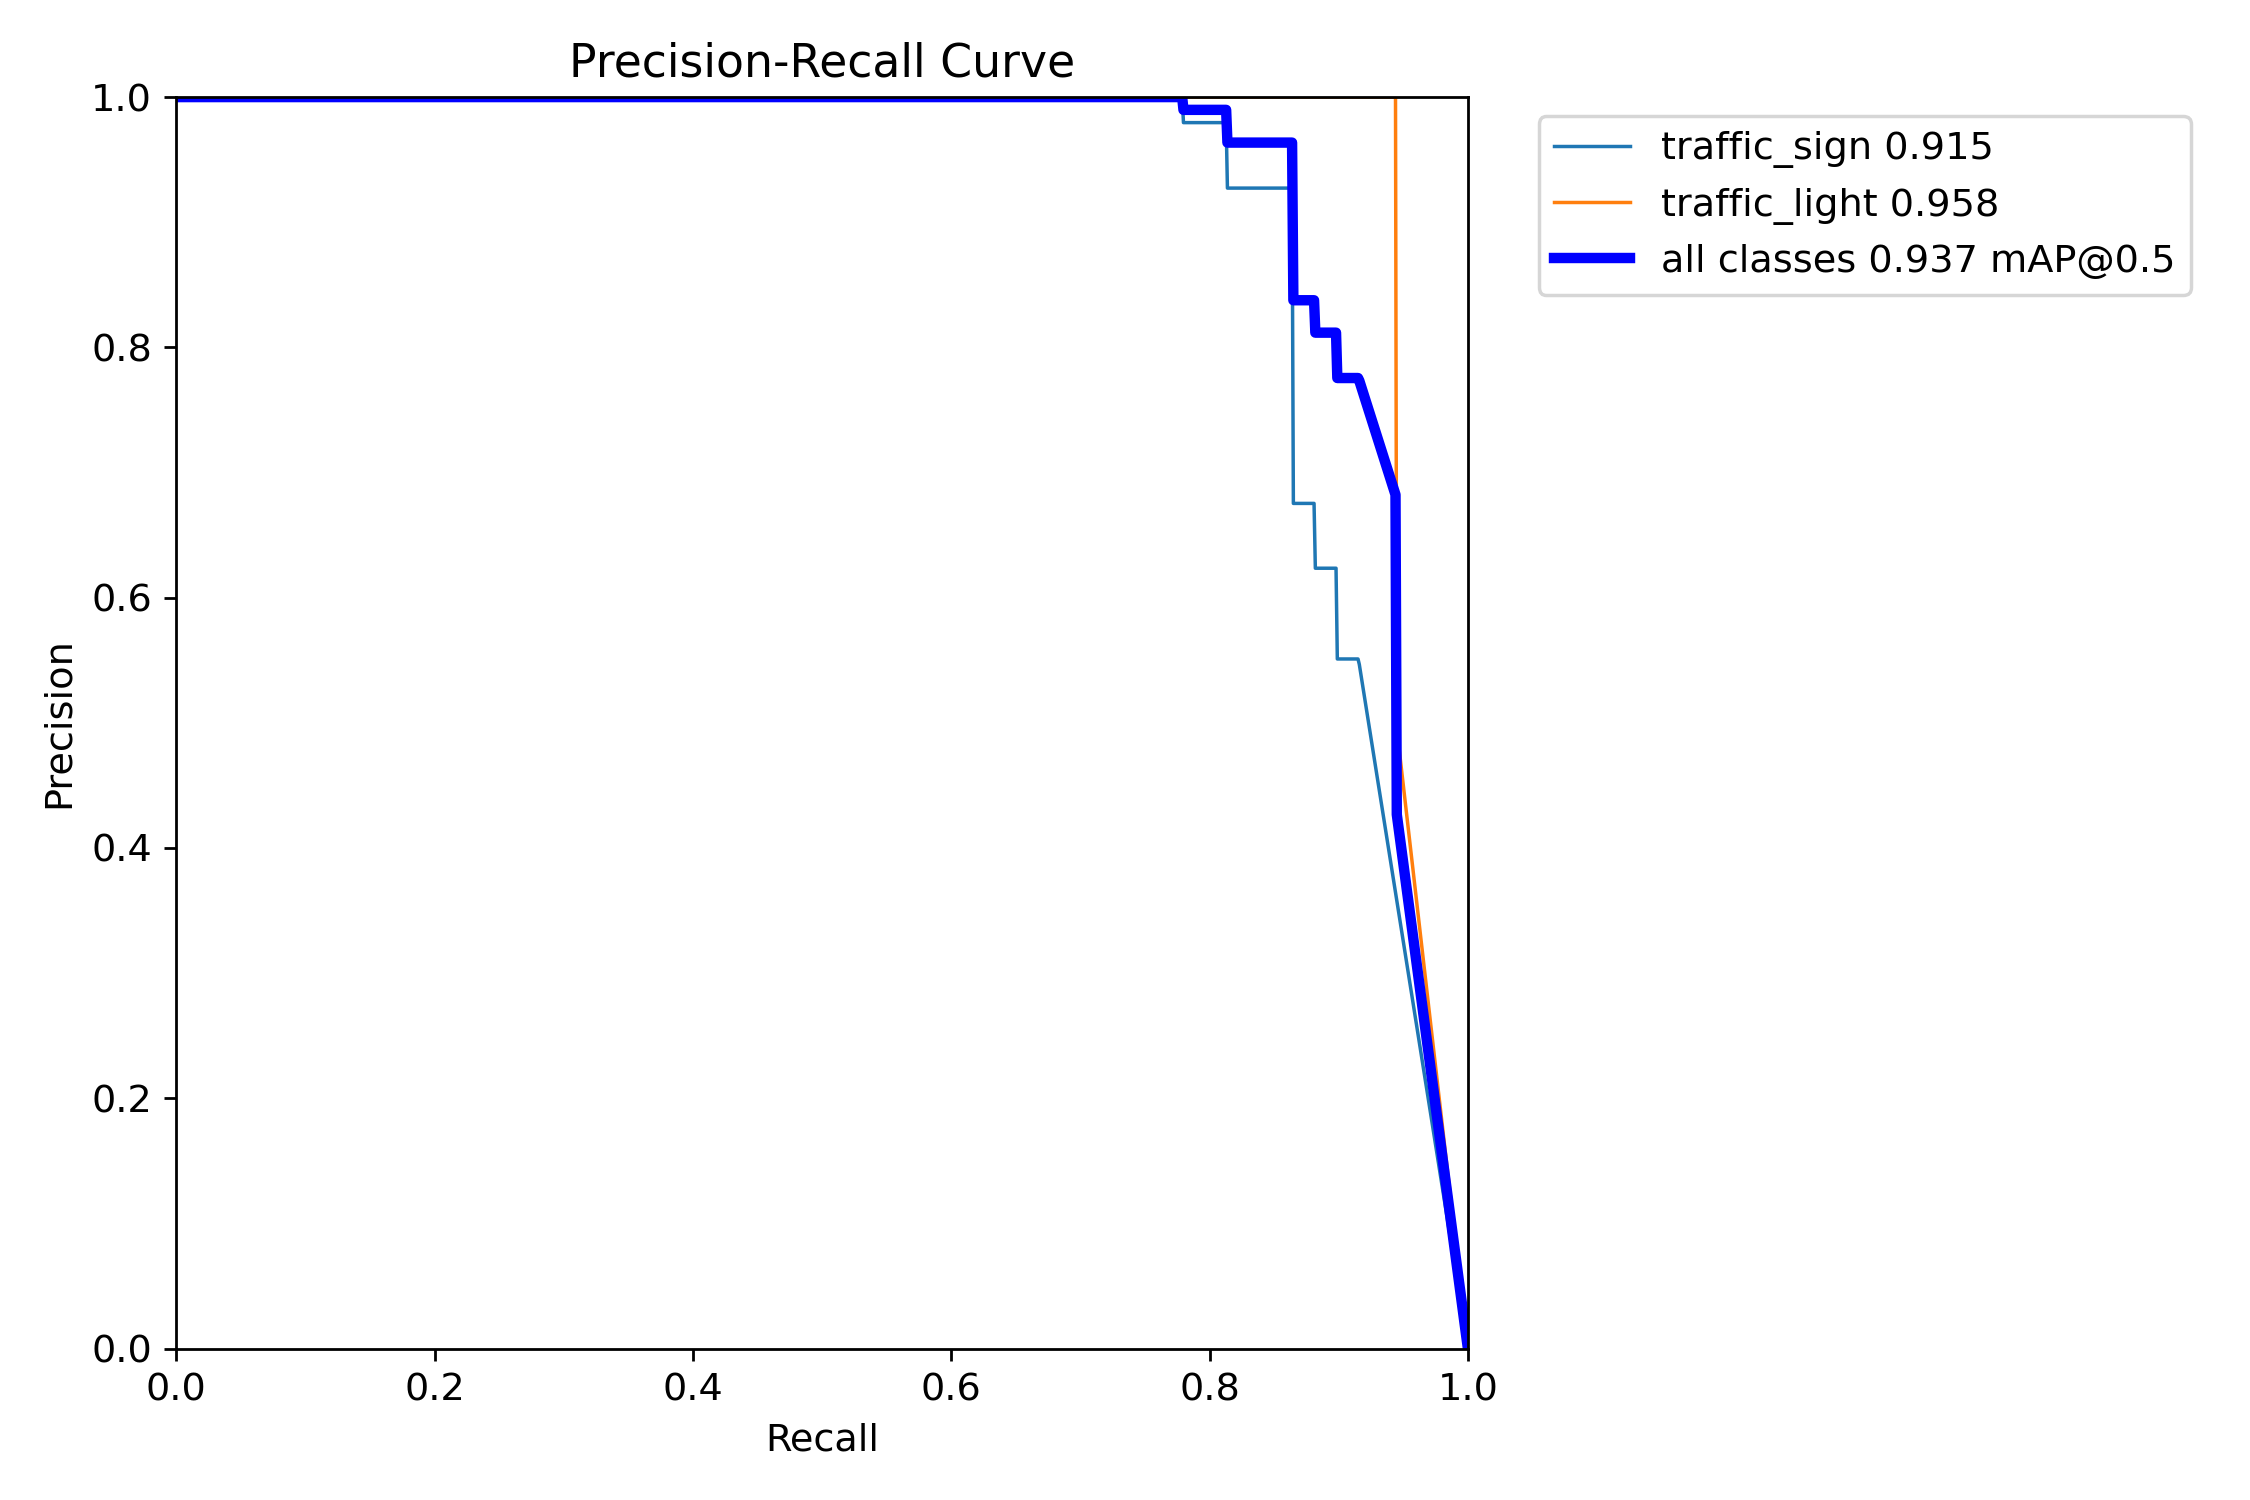 Precision-Recall Curve
1.0
0.8
0.6
0.4
0.2
0.0
Precision
0.0 0.2 0.4 0.6 0.8 1.0
Recall
traffic_sign 0.915
traffic_light 0.958
all classes 0.937 mAP@0.5